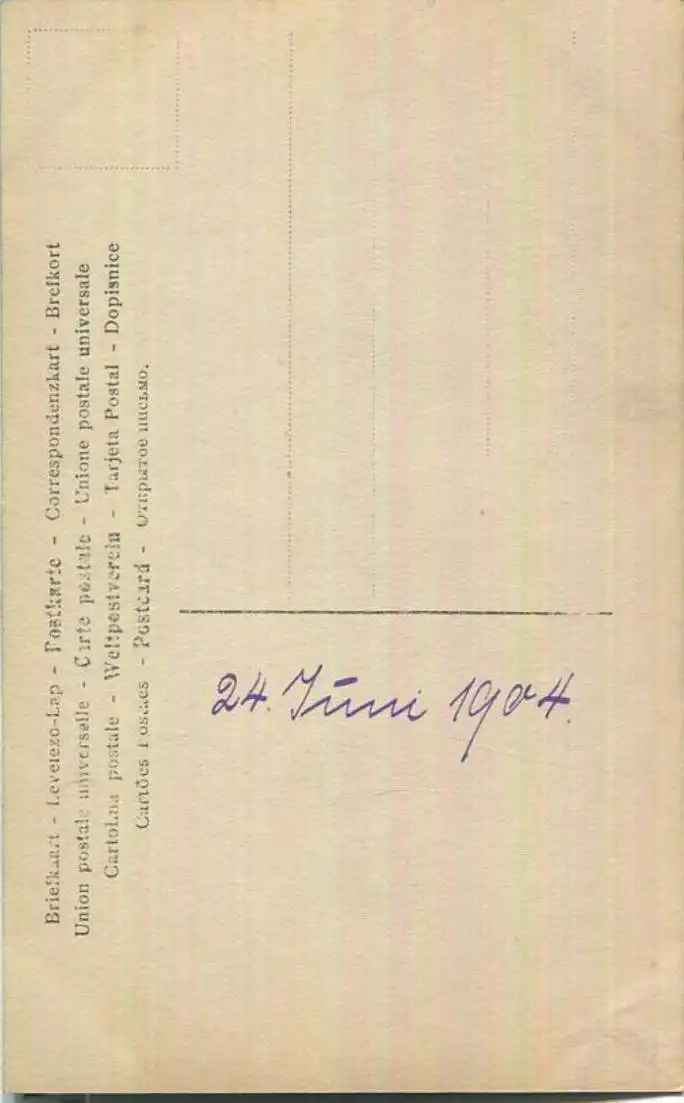 Briefkaart - Levelezo-Lap - Postkarte - Correspondenzkart - Brefkort
Union postale universelle - Carte postale - Unione postale universale
Cartolina postale - Weltpostverein - Tarjeta Postal - Dopisnice
Cartões Postaes - Postcard - Открытое письмо.
24. Juni 1904.